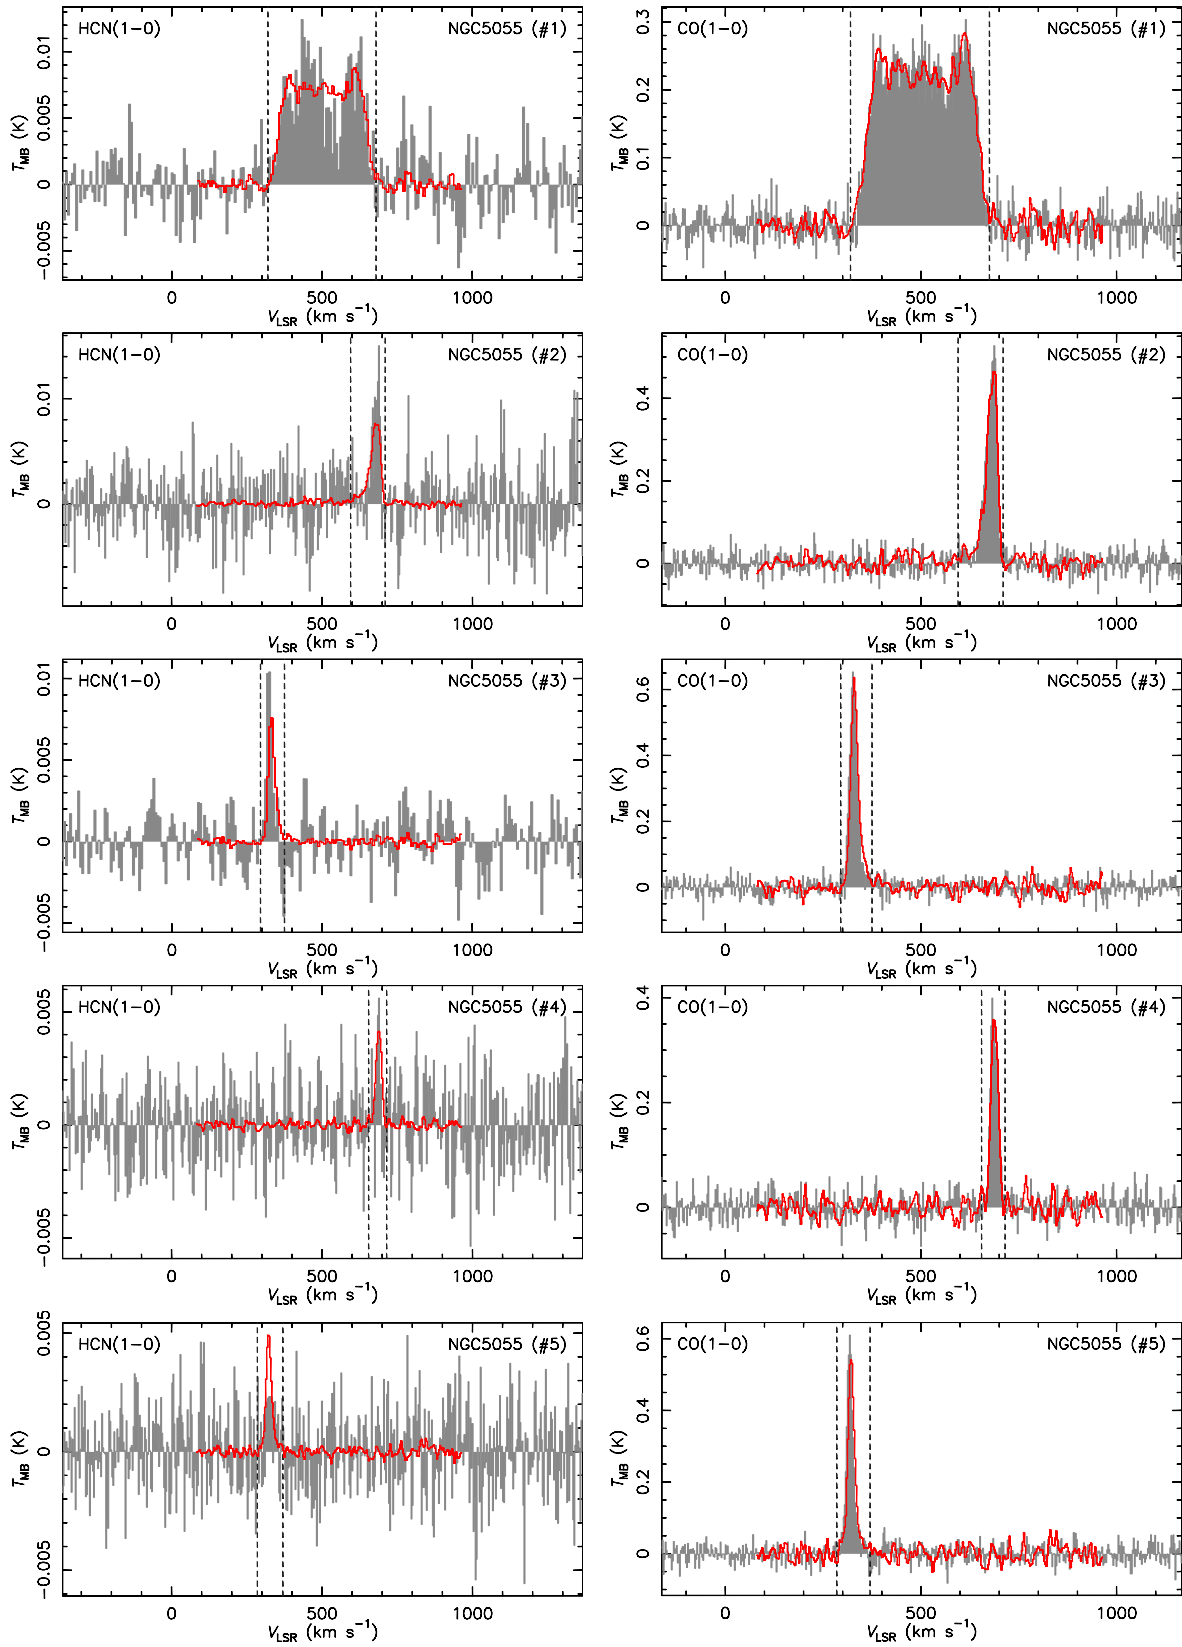 HCN(1−0) NGC5055 (#1)
T_MB (K)
0.01
0.005
0
−0.005
0 500 1000
V_LSR (km s⁻¹)
CO(1−0) NGC5055 (#1)
T_MB (K)
0.3
0.2
0.1
0
0 500 1000
V_LSR (km s⁻¹)
HCN(1−0) NGC5055 (#2)
T_MB (K)
0.01
0
0 500 1000
V_LSR (km s⁻¹)
CO(1−0) NGC5055 (#2)
T_MB (K)
0.4
0.2
0
0 500 1000
V_LSR (km s⁻¹)
HCN(1−0) NGC5055 (#3)
T_MB (K)
0.01
0.005
0
−0.005
0 500 1000
V_LSR (km s⁻¹)
CO(1−0) NGC5055 (#3)
T_MB (K)
0.6
0.4
0.2
0
0 500 1000
V_LSR (km s⁻¹)
HCN(1−0) NGC5055 (#4)
T_MB (K)
0.005
0
−0.005
0 500 1000
V_LSR (km s⁻¹)
CO(1−0) NGC5055 (#4)
T_MB (K)
0.4
0.2
0
0 500 1000
V_LSR (km s⁻¹)
HCN(1−0) NGC5055 (#5)
T_MB (K)
0.005
0
−0.005
0 500 1000
V_LSR (km s⁻¹)
CO(1−0) NGC5055 (#5)
T_MB (K)
0.6
0.4
0.2
0
0 500 1000
V_LSR (km s⁻¹)